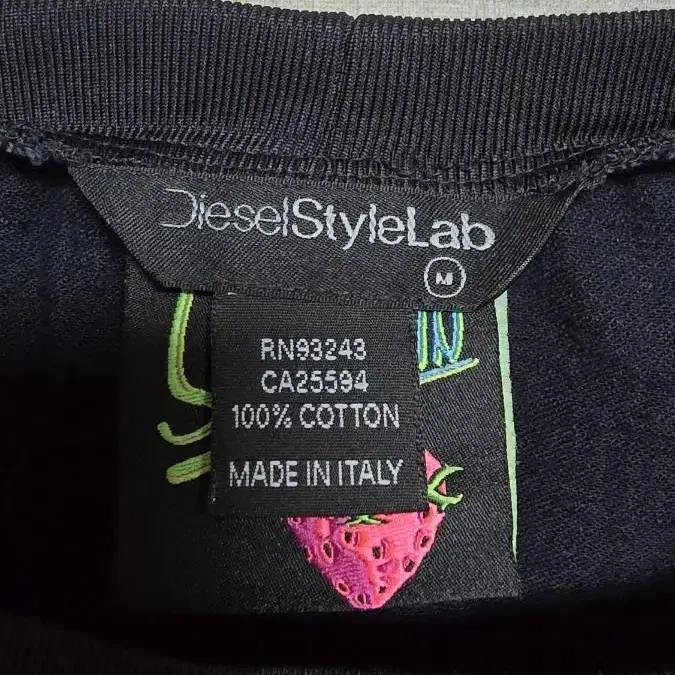 DieselStyleLab
M
RN93243
CA25594
100% COTTON
MADE IN ITALY